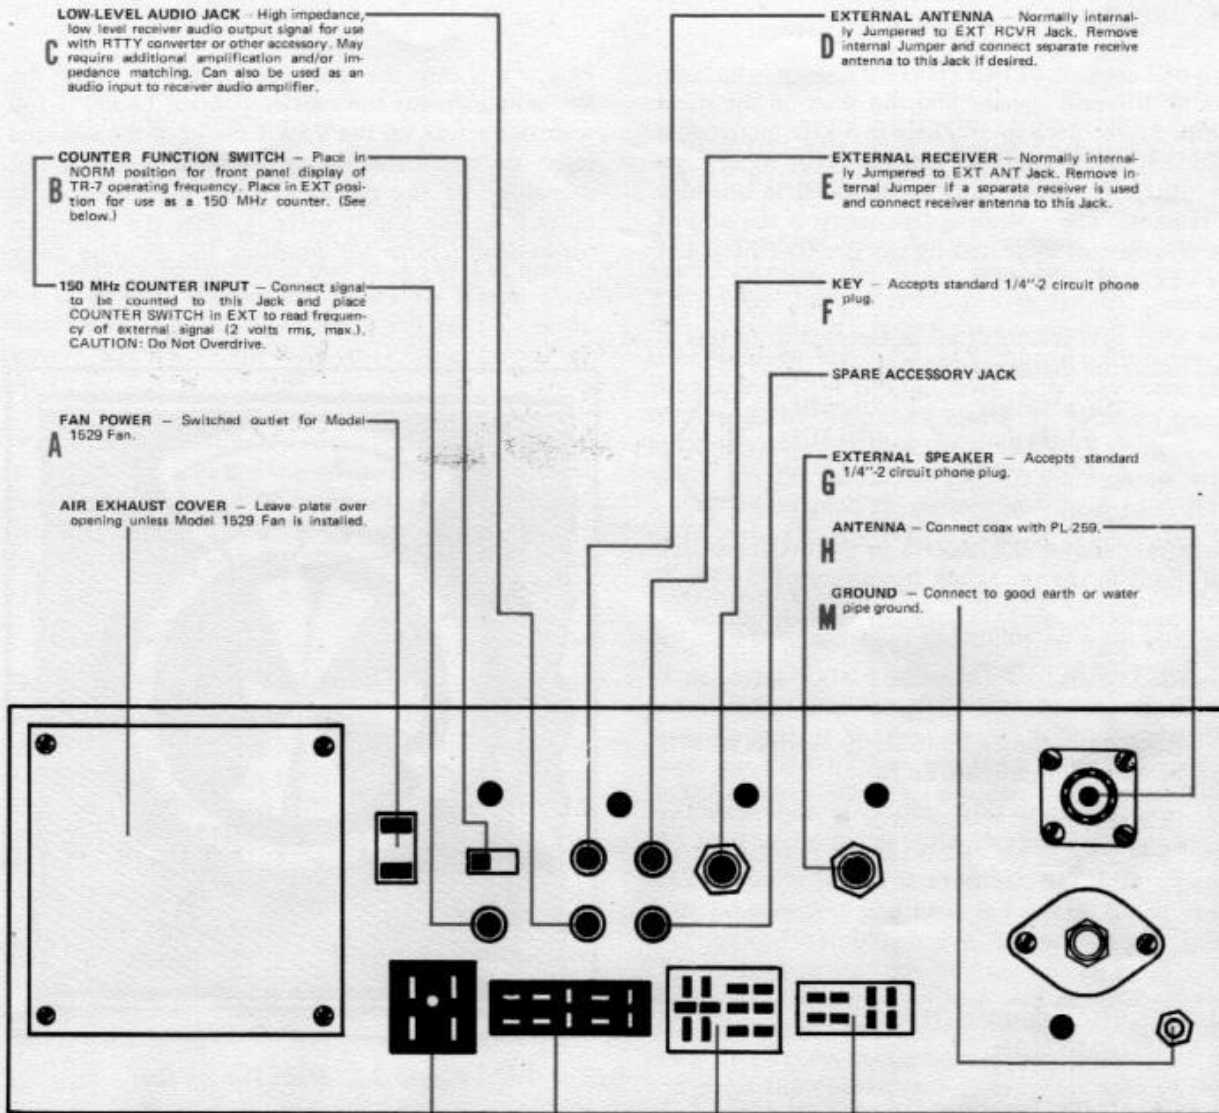 LOW-LEVEL AUDIO JACK - High impedance,
low level receiver audio output signal for use
with RTTY converter or other accessory. May
require additional amplification and/or im-
pedance matching. Can also be used as an
audio input to receiver audio amplifier.
C
COUNTER FUNCTION SWITCH – Place in
NORM position for front panel display of
TR-7 operating frequency. Place in EXT posi-
tion for use as a 150 MHz counter. (See
below.)
B
150 MHz COUNTER INPUT – Connect signal
to be counted to this Jack and place
COUNTER SWITCH in EXT to read frequen-
cy of external signal (2 volts rms, max.).
CAUTION: Do Not Overdrive.
FAN POWER – Switched outlet for Model
1529 Fan.
A
AIR EXHAUST COVER – Leave plate over
opening unless Model 1529 Fan is installed.
EXTERNAL ANTENNA – Normally internal-
ly Jumpered to EXT RCVR Jack. Remove
internal Jumper and connect separate receive
antenna to this Jack if desired.
D
EXTERNAL RECEIVER – Normally internal-
ly Jumpered to EXT ANT Jack. Remove in-
ternal Jumper if a separate receiver is used
and connect receiver antenna to this Jack.
E
KEY – Accepts standard 1/4"-2 circuit phone
plug.
F
SPARE ACCESSORY JACK
EXTERNAL SPEAKER – Accepts standard
1/4"-2 circuit phone plug.
G
ANTENNA – Connect coax with PL-259.
H
GROUND – Connect to good earth or water
pipe ground.
M